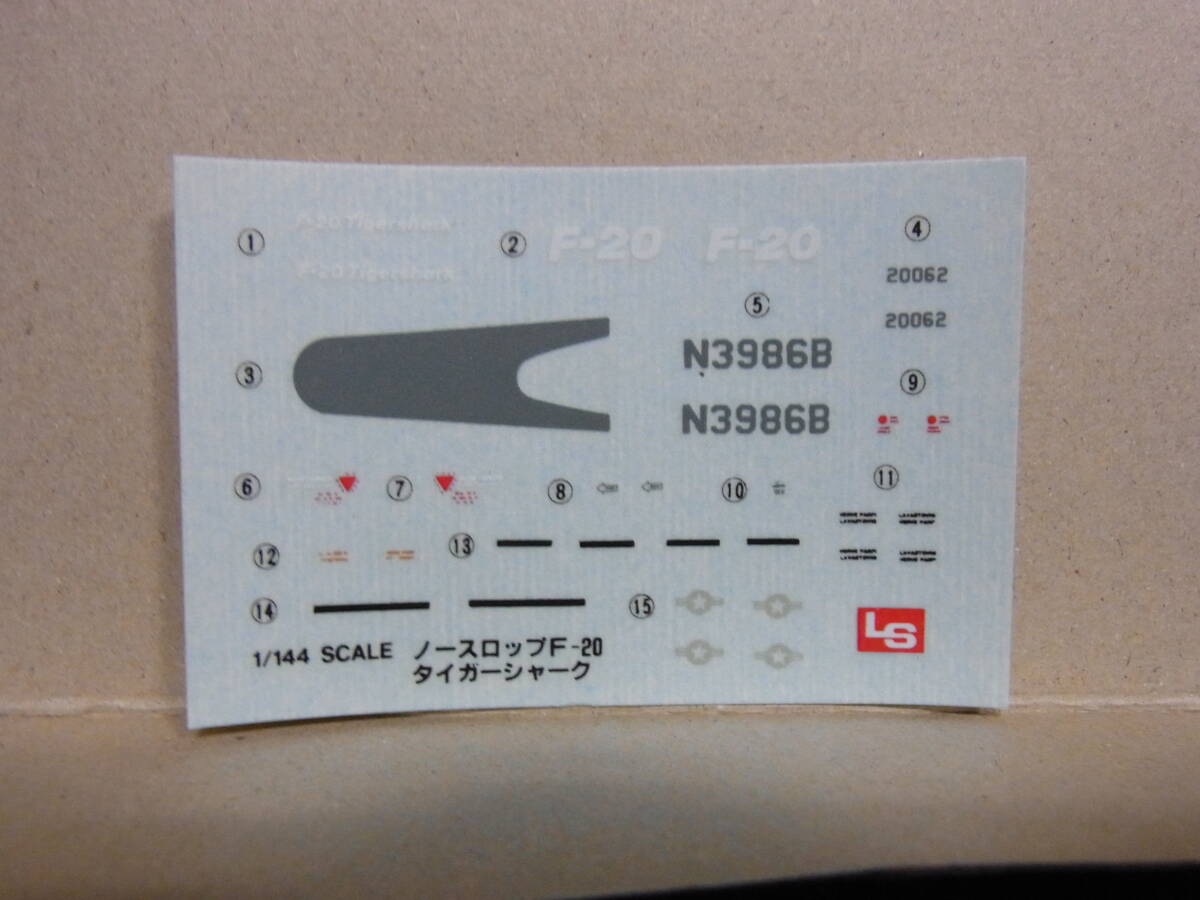 ① F-20 Tigershark
F-20 Tigershark
② F-20 F-20
④
20062
20062
③
⑤
N3986B
N3986B
⑨
⑥
⑦
⑧
⑩
⑪
⑫
⑬
⑭
⑮
LS
1/144 SCALE ノースロップF-20
タイガーシャーク